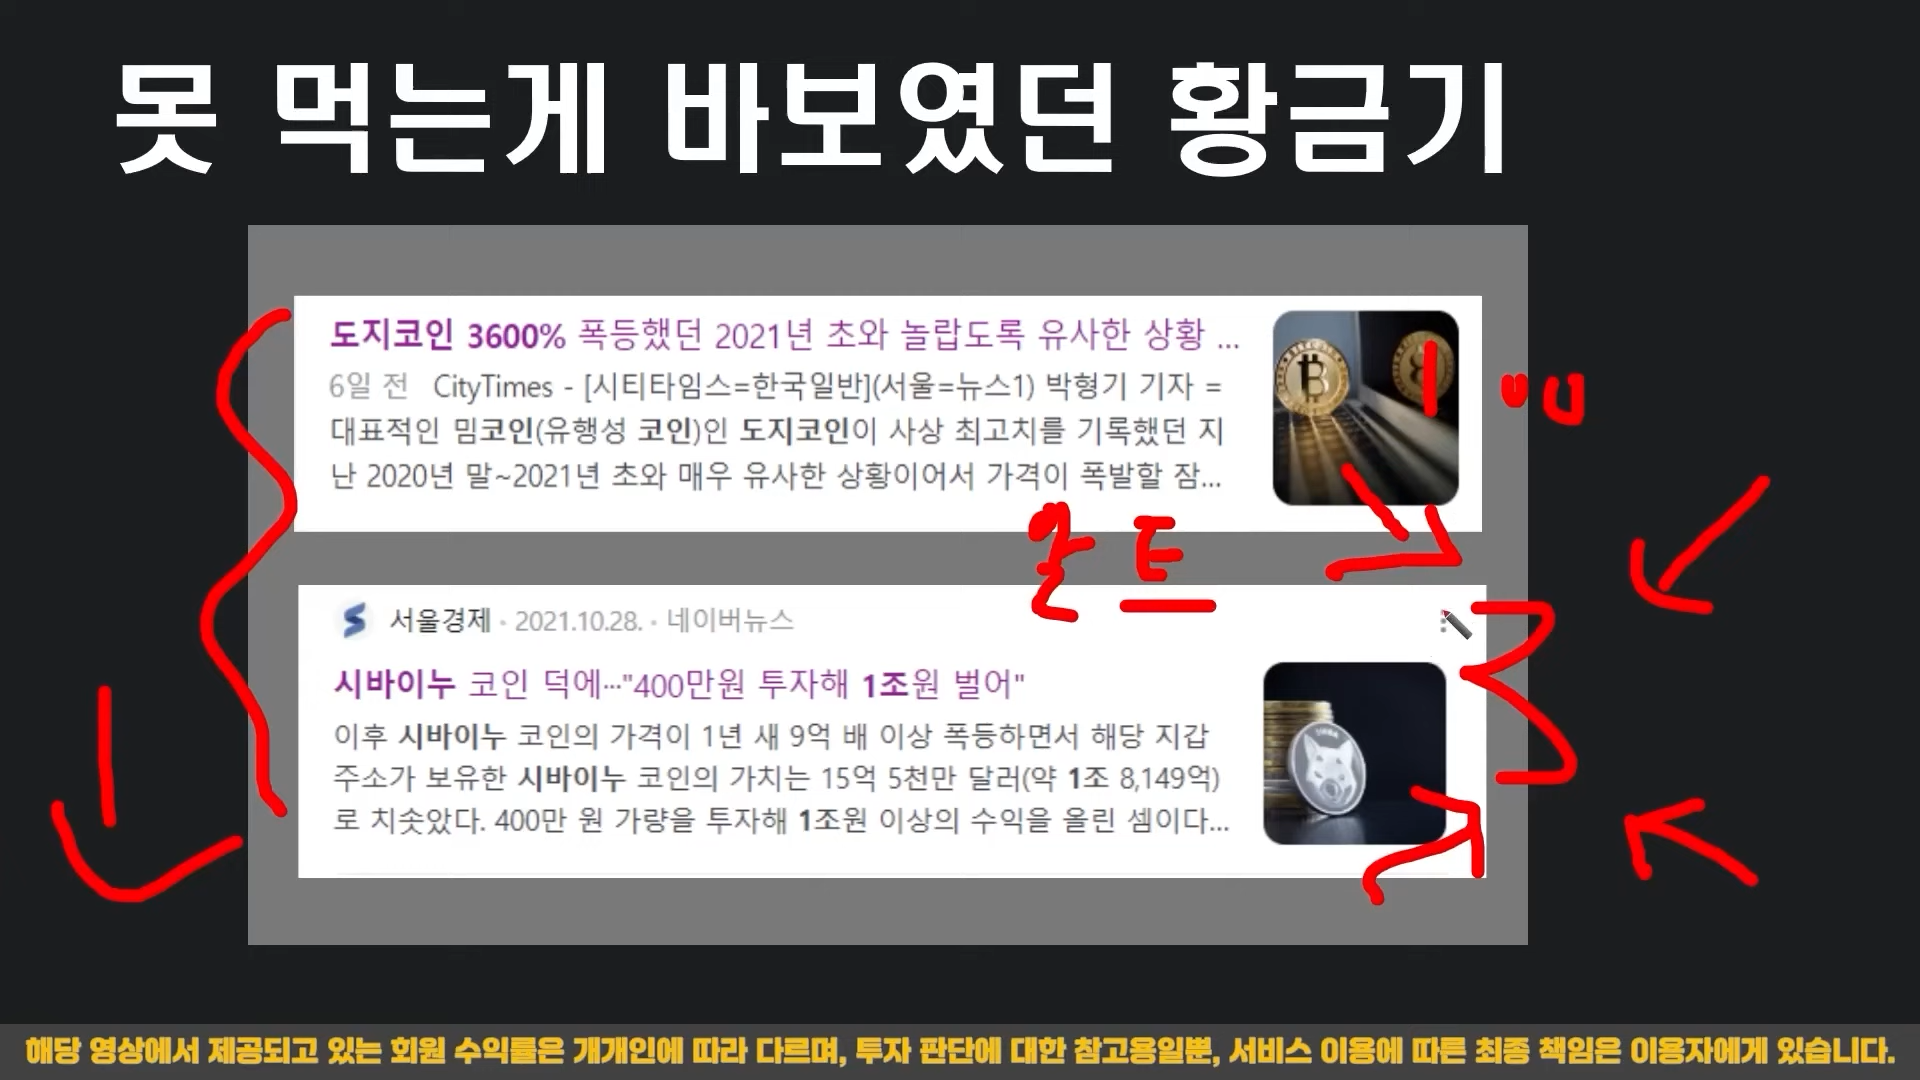 못 먹는게 바보였던 황금기
도지코인 3600% 폭등했던 2021년 초와 놀랍도록 유사한 상황 ...
6일 전 CityTimes - [시티타임스=한국일반](서울=뉴스1) 박형기 기자 =
대표적인 밈코인(유행성 코인)인 도지코인이 사상 최고치를 기록했던 지
난 2020년 말~2021년 초와 매우 유사한 상황이어서 가격이 폭발할 잠...
알트
서울경제 · 2021.10.28. · 네이버뉴스
시바이누 코인 덕에…"400만원 투자해 1조원 벌어"
이후 시바이누 코인의 가격이 1년 새 9억 배 이상 폭등하면서 해당 지갑
주소가 보유한 시바이누 코인의 가치는 15억 5천만 달러(약 1조 8,149억)
로 치솟았다. 400만 원 가량을 투자해 1조원 이상의 수익을 올린 셈이다...
해당 영상에서 제공되고 있는 회원 수익률은 개개인에 따라 다르며, 투자 판단에 대한 참고용일뿐, 서비스 이용에 따른 최종 책임은 이용자에게 있습니다.